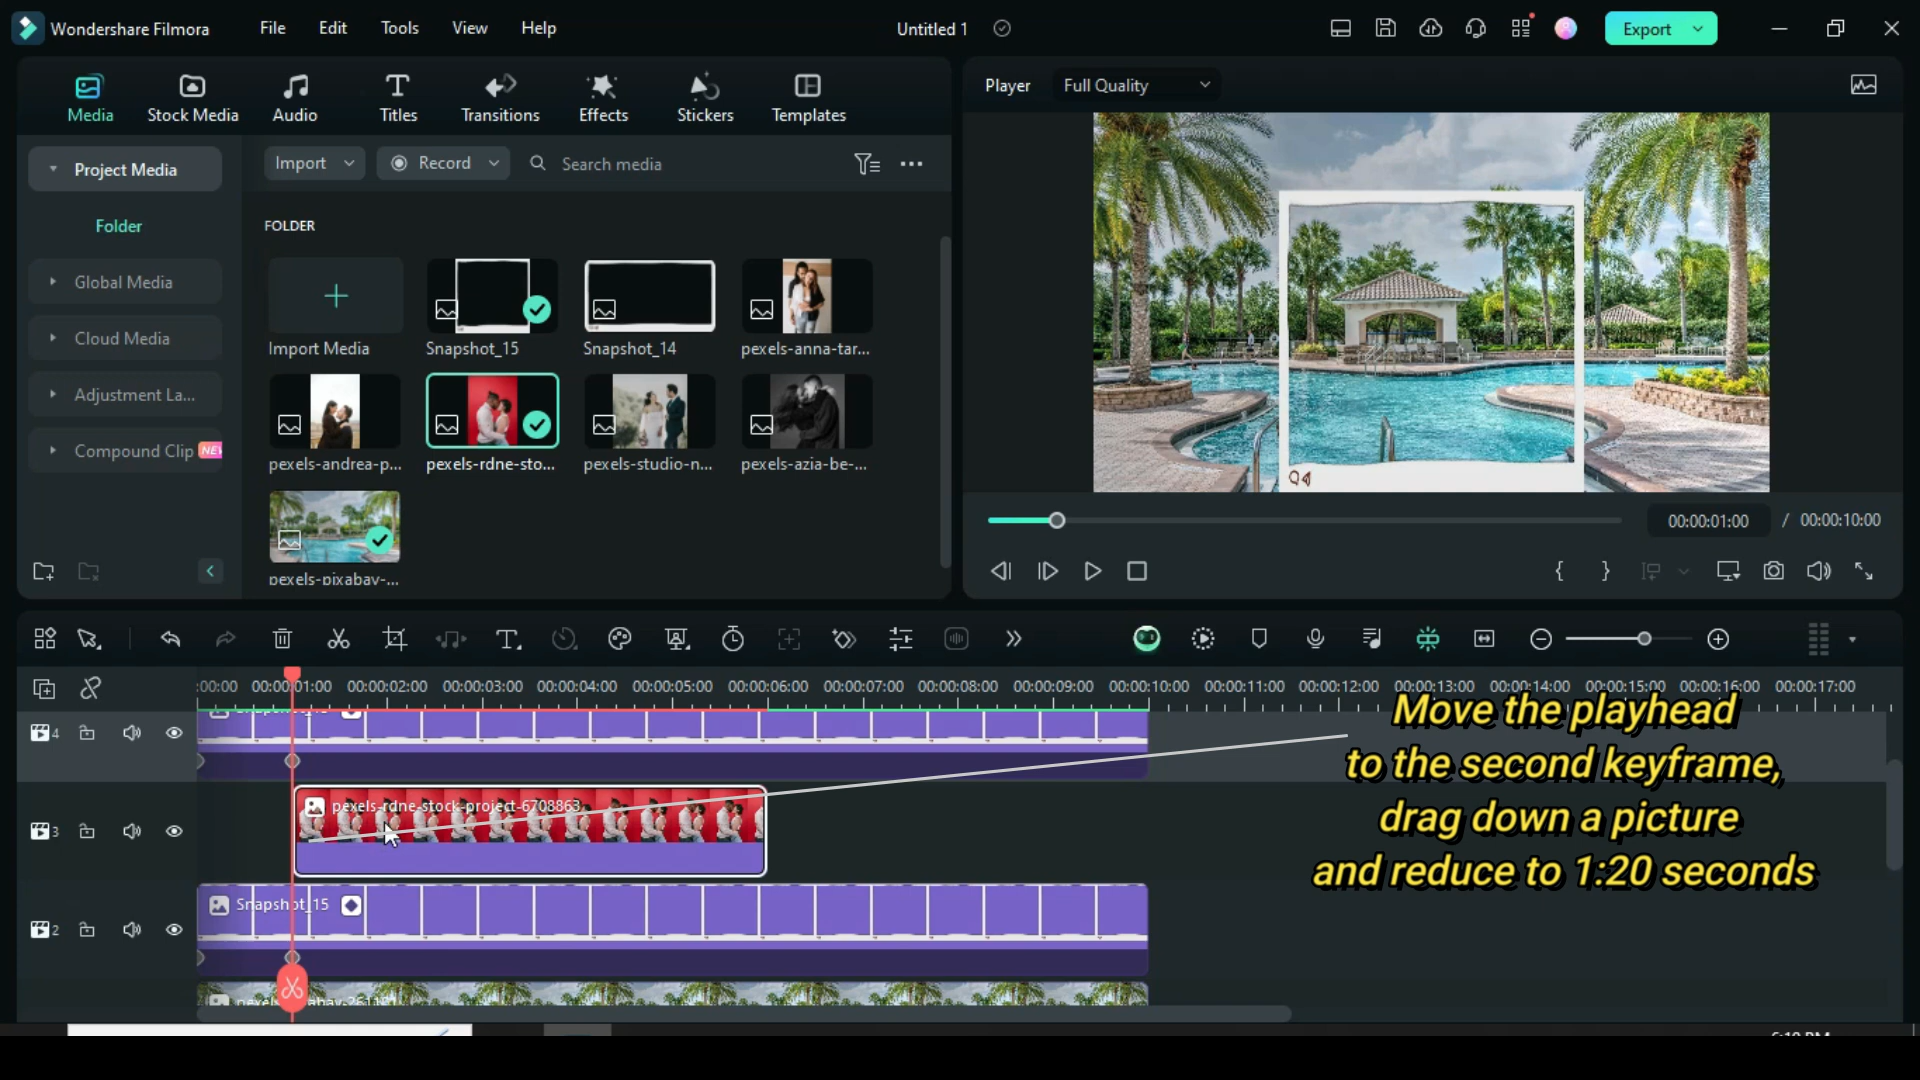 Wondershare Filmora
File
Edit
Tools
View
Help
Untitled 1
Export
Media
Stock Media
Audio
Titles
Transitions
Effects
Stickers
Templates
Player
Full Quality
Project Media
Import
Record
Search media
Folder
FOLDER
Global Media
Cloud Media
Adjustment La...
Compound Clip
Import Media
Snapshot_15
Snapshot_14
pexels-anna-tar...
pexels-andrea-p...
pexels-rdne-sto...
pexels-studio-n...
pexels-azia-be-...
pexels-pixabay-...
00:00:01:00 / 00:00:10:00
:00:00 00:00:01:00 00:00:02:00 00:00:03:00 00:00:04:00 00:00:05:00 00:00:06:00 00:00:07:00 00:00:08:00 00:00:09:00 00:00:10:00 00:00:11:00 00:00:12:00 00:00:13:00 00:00:14:00 00:00:15:00 00:00:16:00 00:00:17:00
Move the playhead
to the second keyframe,
drag down a picture
and reduce to 1:20 seconds
4
pexels-rdne-stock-project-6708863
3
Snapshot_15
2